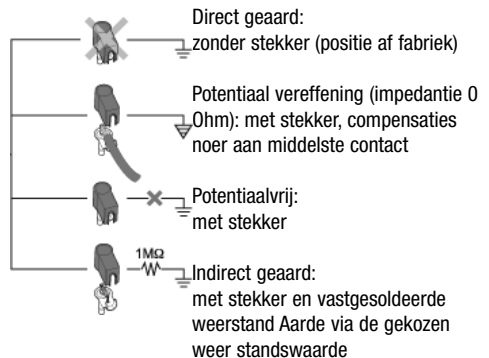 Direct geaard:
zonder stekker (positie af fabriek)
Potentiaal vereffening (impedantie 0
Ohm): met stekker, compensaties
noer aan middelste contact
Potentiaalvrij:
met stekker
1MΩ
Indirect geaard:
met stekker en vastgesoldeerde
weerstand Aarde via de gekozen
weer standswaarde